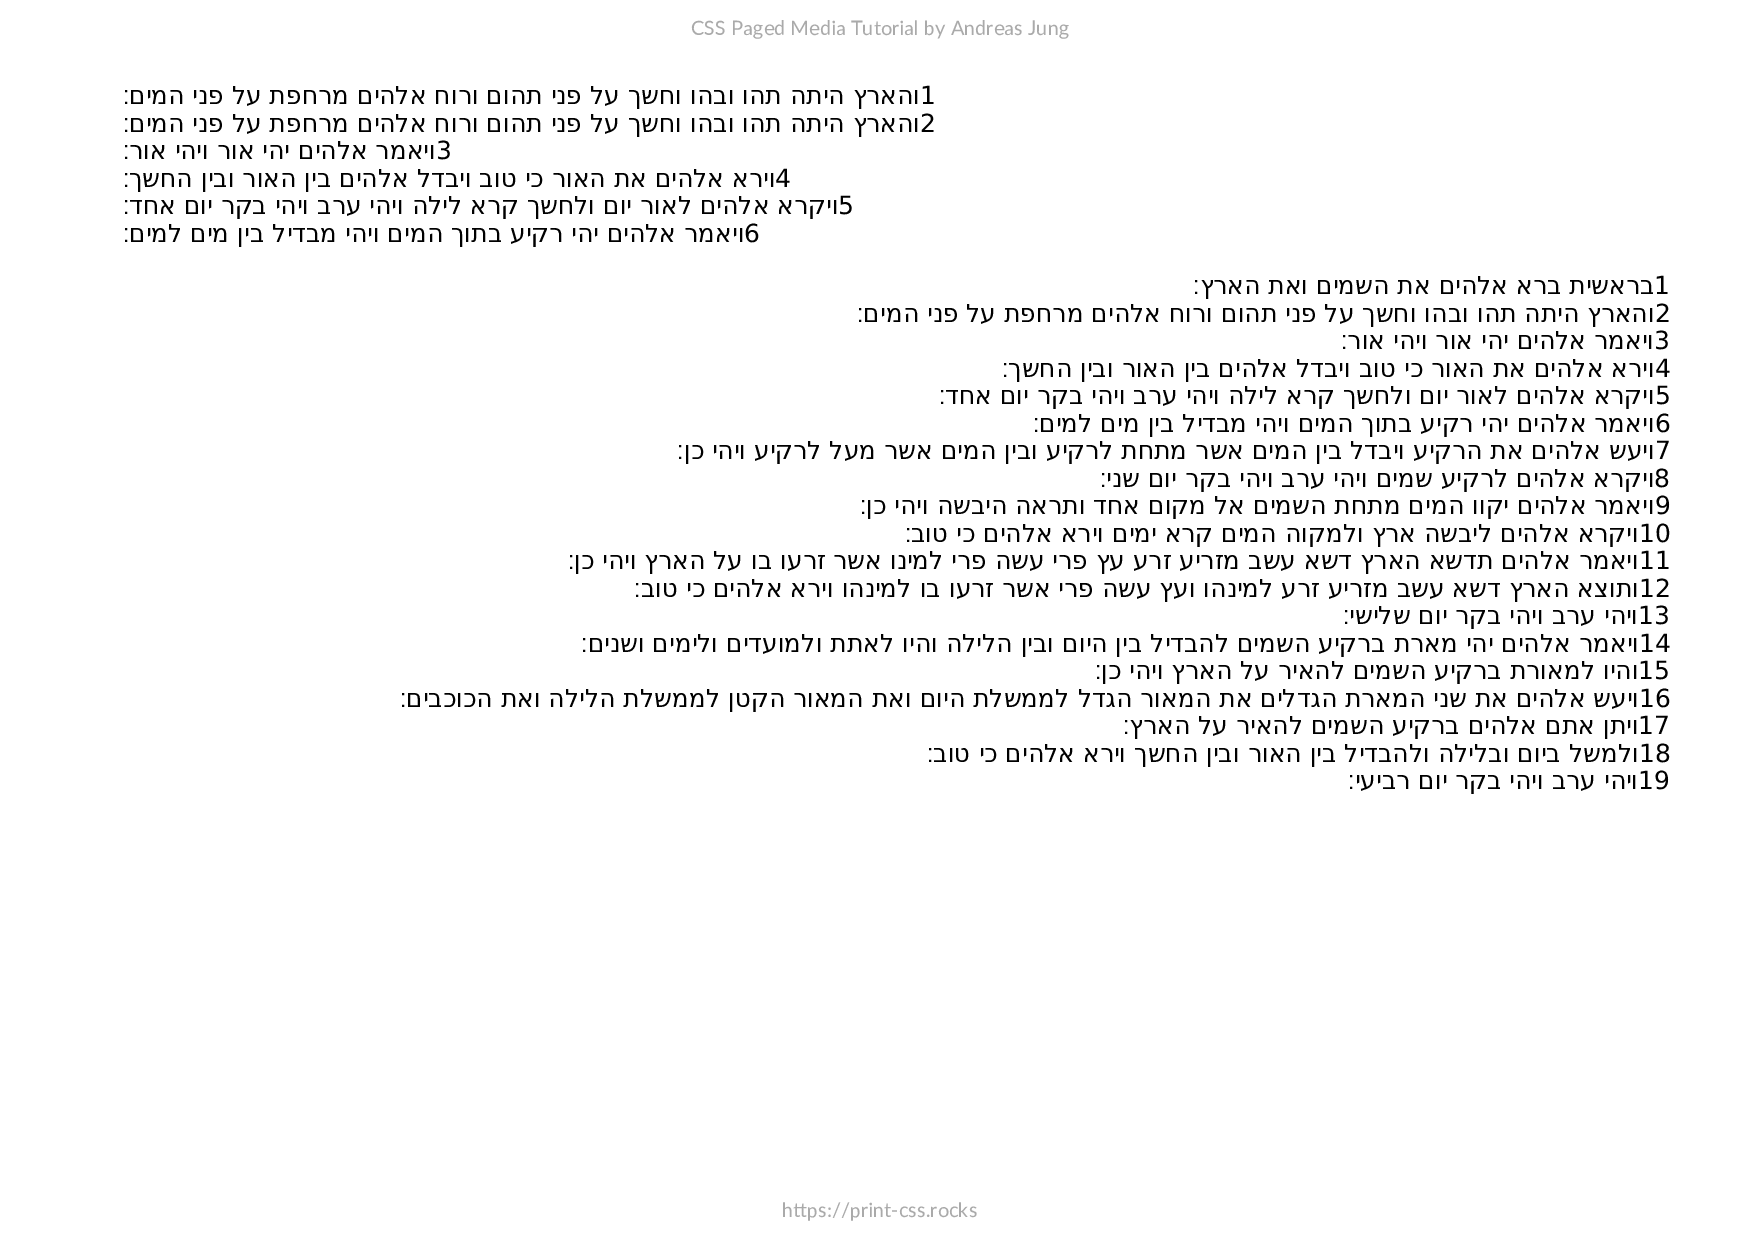 CSS Paged Media Tutorial by Andreas Jung
1והארץ היתה תהו ובהו וחשך על פני תהום ורוח אלהים מרחפת על פני המים:
2והארץ היתה תהו ובהו וחשך על פני תהום ורוח אלהים מרחפת על פני המים:
3ויאמר אלהים יהי אור ויהי אור:
4וירא אלהים את האור כי טוב ויבדל אלהים בין האור ובין החשך:
5ויקרא אלהים לאור יום ולחשך קרא לילה ויהי ערב ויהי בקר יום אחד:
6ויאמר אלהים יהי רקיע בתוך המים ויהי מבדיל בין מים למים:
1בראשית ברא אלהים את השמים ואת הארץ:
2והארץ היתה תהו ובהו וחשך על פני תהום ורוח אלהים מרחפת על פני המים:
3ויאמר אלהים יהי אור ויהי אור:
4וירא אלהים את האור כי טוב ויבדל אלהים בין האור ובין החשך:
5ויקרא אלהים לאור יום ולחשך קרא לילה ויהי ערב ויהי בקר יום אחד:
6ויאמר אלהים יהי רקיע בתוך המים ויהי מבדיל בין מים למים:
7ויעש אלהים את הרקיע ויבדל בין המים אשר מתחת לרקיע ובין המים אשר מעל לרקיע ויהי כן:
8ויקרא אלהים לרקיע שמים ויהי ערב ויהי בקר יום שני:
9ויאמר אלהים יקוו המים מתחת השמים אל מקום אחד ותראה היבשה ויהי כן:
10ויקרא אלהים ליבשה ארץ ולמקוה המים קרא ימים וירא אלהים כי טוב:
11ויאמר אלהים תדשא הארץ דשא עשב מזריע זרע עץ פרי עשה פרי למינו אשר זרעו בו על הארץ ויהי כן:
12ותוצא הארץ דשא עשב מזריע זרע למינהו ועץ עשה פרי אשר זרעו בו למינהו וירא אלהים כי טוב:
13ויהי ערב ויהי בקר יום שלישי:
14ויאמר אלהים יהי מארת ברקיע השמים להבדיל בין היום ובין הלילה והיו לאתת ולמועדים ולימים ושנים:
15והיו למאורת ברקיע השמים להאיר על הארץ ויהי כן:
16ויעש אלהים את שני המארת הגדלים את המאור הגדל לממשלת היום ואת המאור הקטן לממשלת הלילה ואת הכוכבים:
17ויתן אתם אלהים ברקיע השמים להאיר על הארץ:
18ולמשל ביום ובלילה ולהבדיל בין האור ובין החשך וירא אלהים כי טוב:
19ויהי ערב ויהי בקר יום רביעי:
https://print-css.rocks